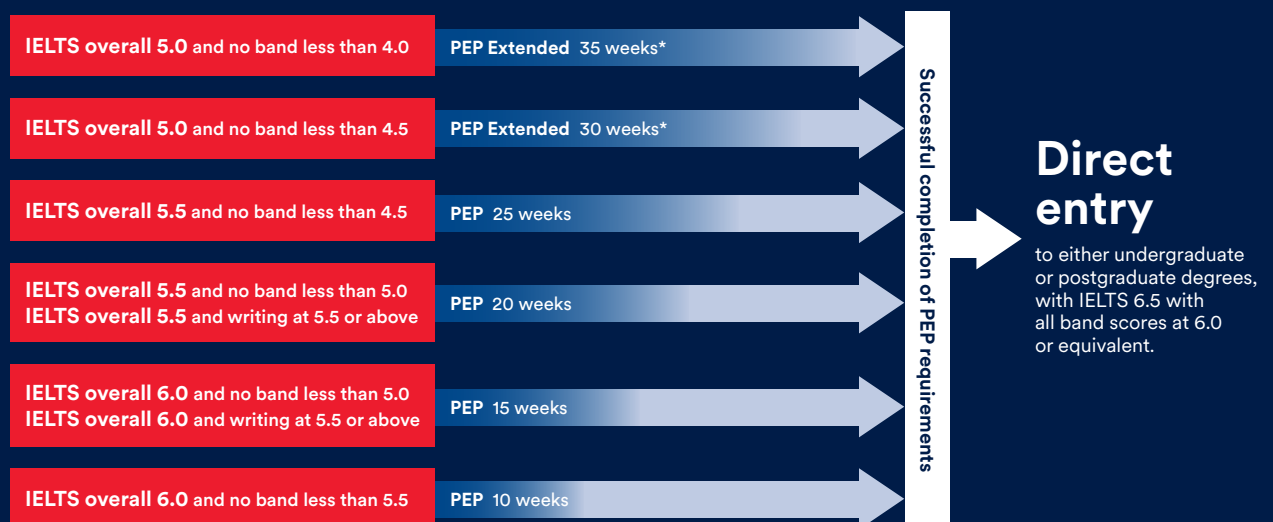 IELTS overall 5.0 and no band less than 4.0
PEP Extended 35 weeks*
IELTS overall 5.0 and no band less than 4.5
PEP Extended 30 weeks*
IELTS overall 5.5 and no band less than 4.5
PEP 25 weeks
IELTS overall 5.5 and no band less than 5.0
IELTS overall 5.5 and writing at 5.5 or above
PEP 20 weeks
IELTS overall 6.0 and no band less than 5.0
IELTS overall 6.0 and writing at 5.5 or above
PEP 15 weeks
IELTS overall 6.0 and no band less than 5.5
PEP 10 weeks
Successful completion of PEP requirements
Direct
entry
to either undergraduate
or postgraduate degrees,
with IELTS 6.5 with
all band scores at 6.0
or equivalent.